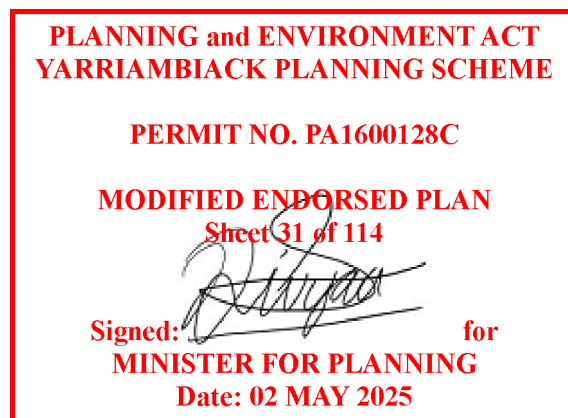 PLANNING and ENVIRONMENT ACT
YARRIAMBIACK PLANNING SCHEME
PERMIT NO. PA1600128C
MODIFIED ENDORSED PLAN
Sheet 31 of 114
Signed: for
MINISTER FOR PLANNING
Date: 02 MAY 2025